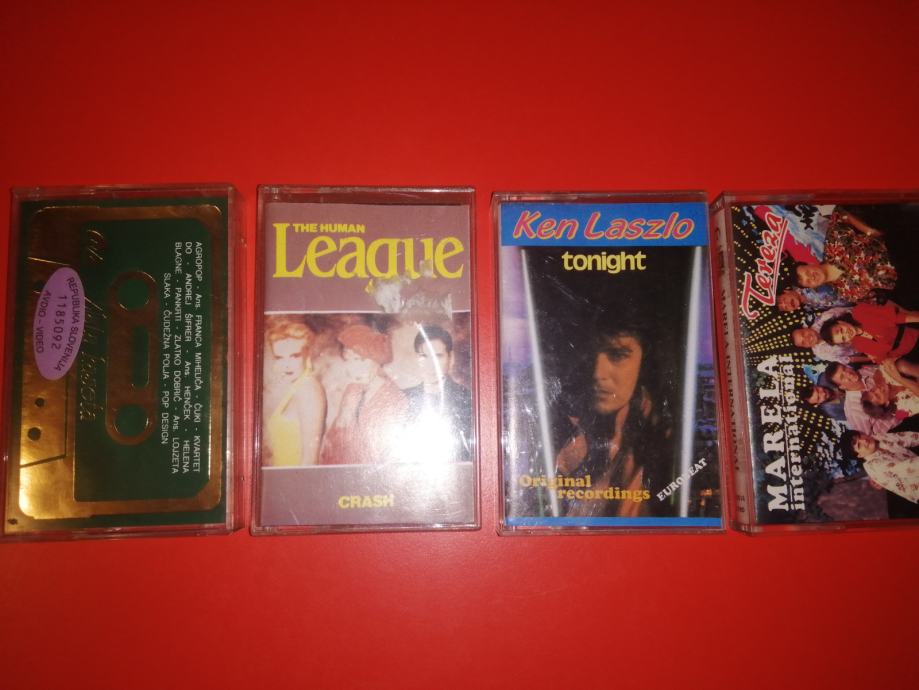 AGROPOP - Ans. FRANCA MIHELIČA - ČUKI - KVARTET
DO - ANDREJ ŠIFRER - Ans. HENČEK - HELENA
BLAGNE - PANKRTI - ZLATKO DOBRIČ - Ans. LOJZETA
SLAKA - ČUDEŽNA POLJA - POP DESIGN
REPUBLIKA SLOVENIJA
1185092
AVDIO - VIDEO
THE HUMAN
League
CRASH
Ken Laszlo
tonight
Original
recordings
EUROBEAT
Tereza
MARELA
international